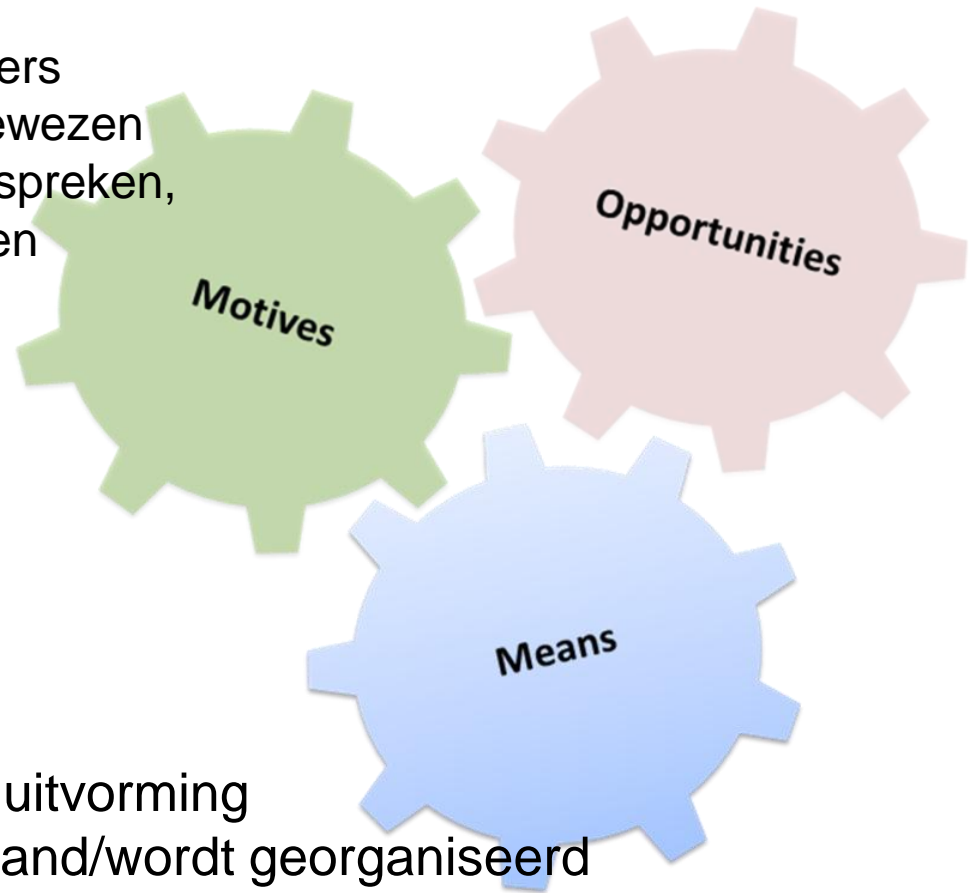 ers
ewezen
spreken,
en
Motives
Opportunities
Means
uitvorming
and/wordt georganiseerd